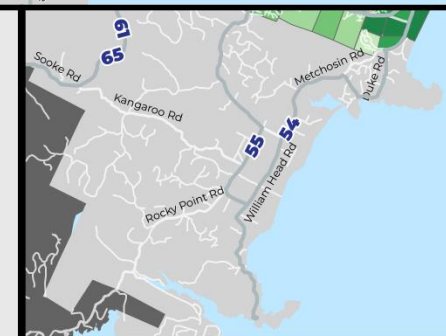 61
65
Sooke Rd
Metchosin Rd
Duke Rd
Kangaroo Rd
54
55
William Head Rd
Rocky Point Rd